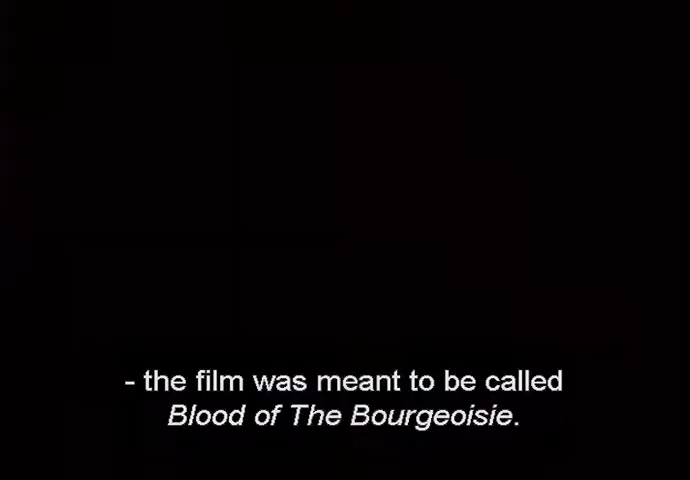 - the film was meant to be called
Blood of The Bourgeoisie.